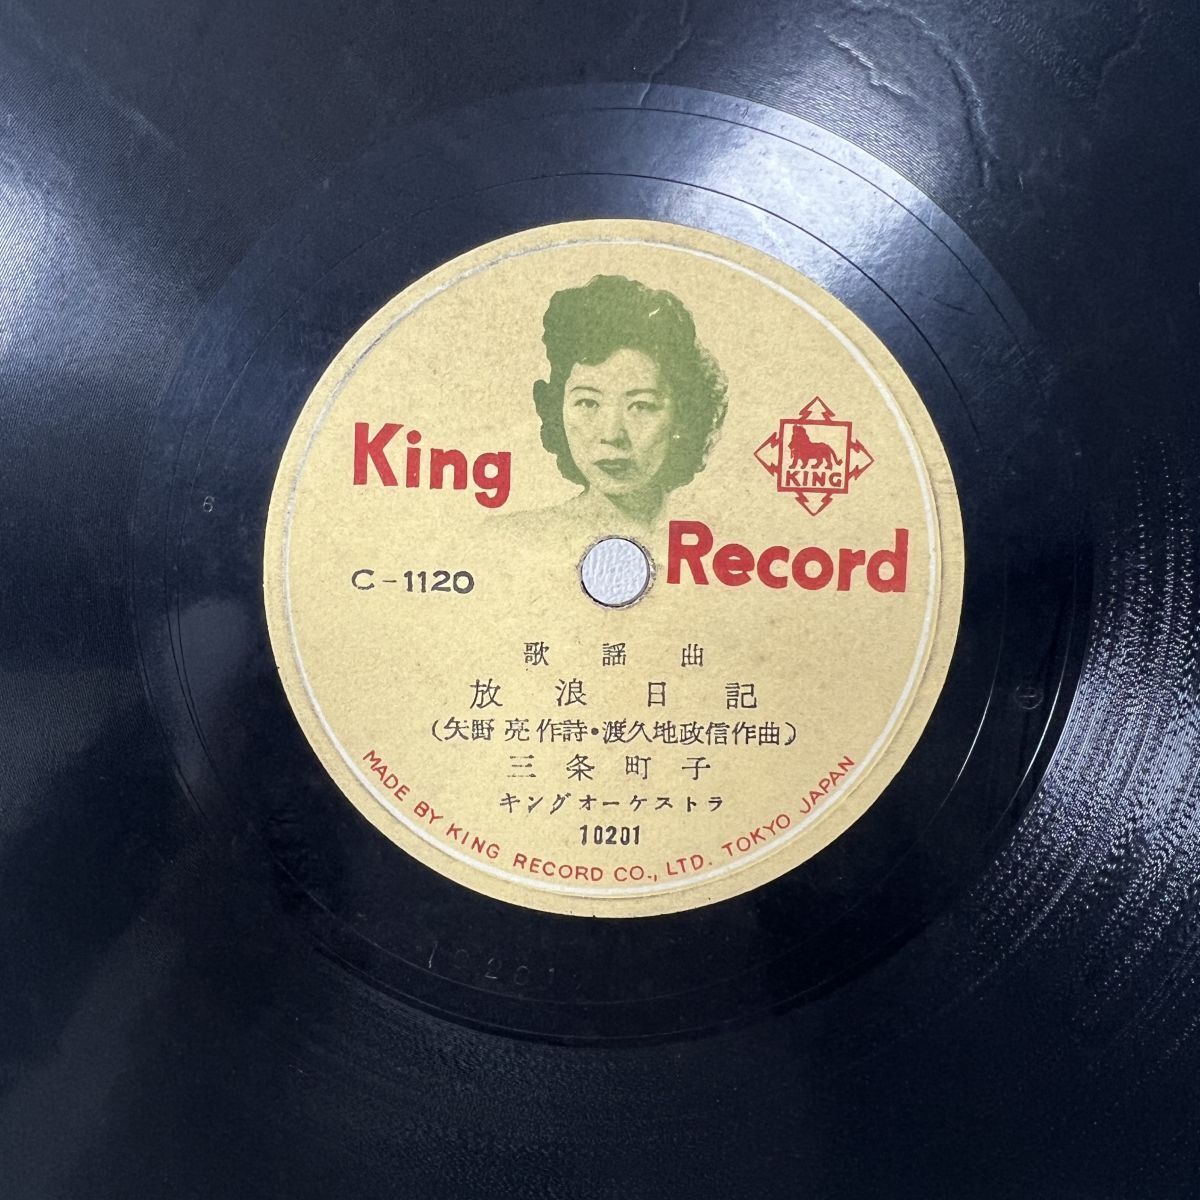 King
KING
Record
C-1120
歌謡曲
放浪日記
(矢野亮作詩・渡久地政信作曲)
三条町子
キングオーケストラ
10201
MADE BY KING RECORD CO., LTD. TOKYO JAPAN
10201